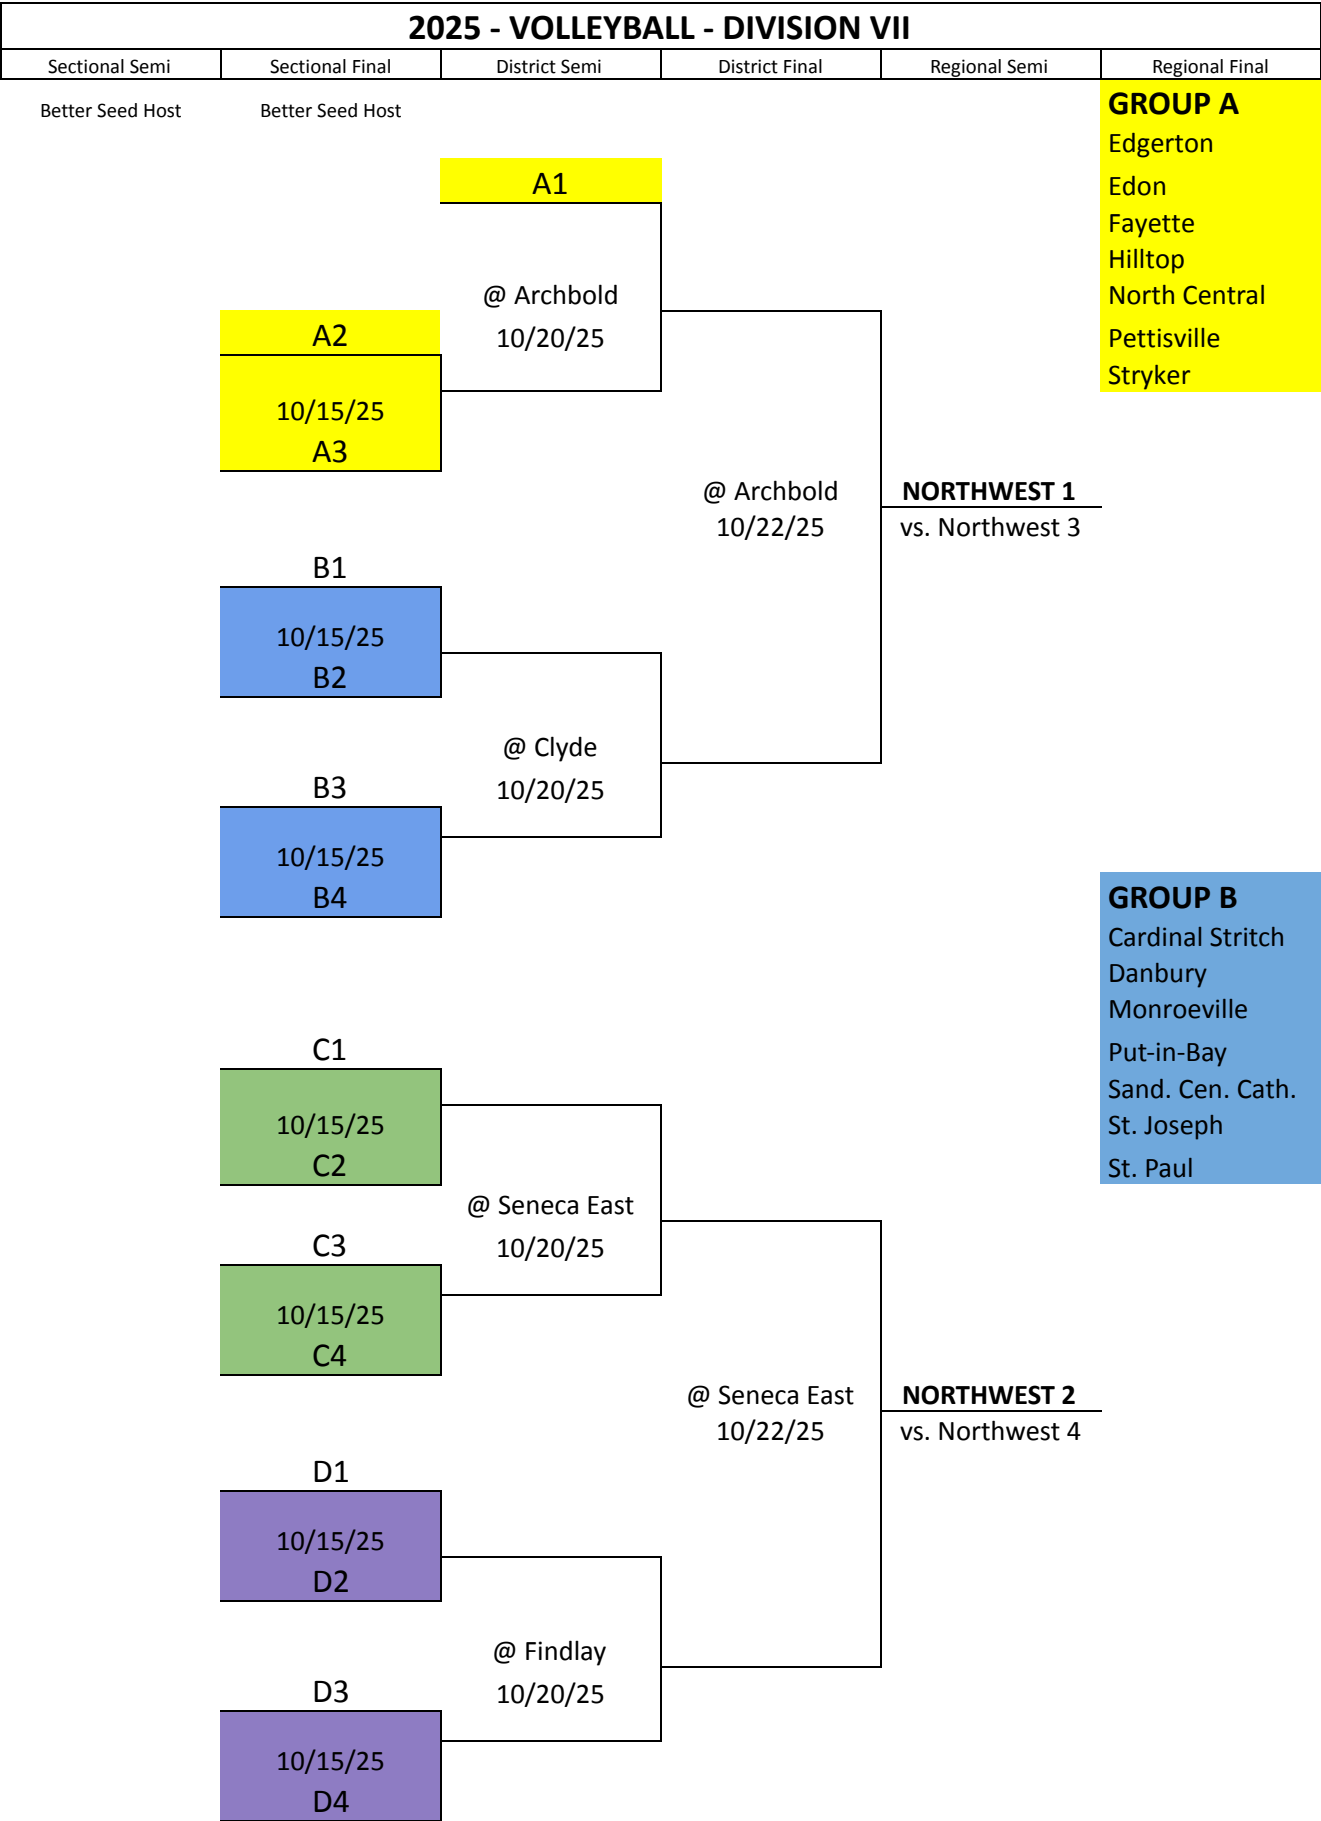 2025 - VOLLEYBALL - DIVISION VII
Sectional Semi
Sectional Final
District Semi
District Final
Regional Semi
Regional Final
Better Seed Host
Better Seed Host
GROUP A
Edgerton
Edon
Fayette
Hilltop
North Central
Pettisville
Stryker
A1
@ Archbold
10/20/25
A2
10/15/25
A3
@ Archbold
10/22/25
NORTHWEST 1
vs. Northwest 3
B1
10/15/25
B2
@ Clyde
10/20/25
B3
10/15/25
B4
GROUP B
Cardinal Stritch
Danbury
Monroeville
Put-in-Bay
Sand. Cen. Cath.
St. Joseph
St. Paul
C1
10/15/25
C2
@ Seneca East
10/20/25
C3
10/15/25
C4
@ Seneca East
10/22/25
NORTHWEST 2
vs. Northwest 4
D1
10/15/25
D2
@ Findlay
10/20/25
D3
10/15/25
D4